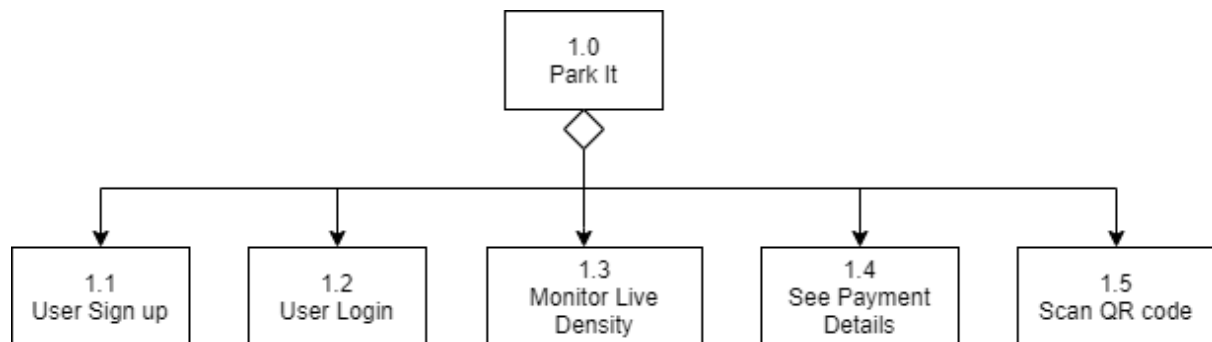 1.0
Park It
1.1
User Sign up
1.2
User Login
1.3
Monitor Live
Density
1.4
See Payment
Details
1.5
Scan QR code